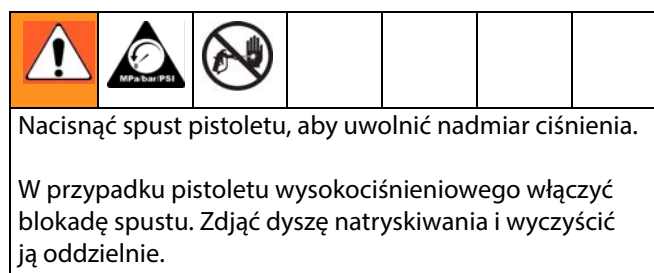 MPa/bar/PSI
Nacisnąć spust pistoletu, aby uwolnić nadmiar ciśnienia.
W przypadku pistoletu wysokociśnieniowego włączyć
blokadę spustu. Zdjąć dyszę natryskiwania i wyczyścić
ją oddzielnie.